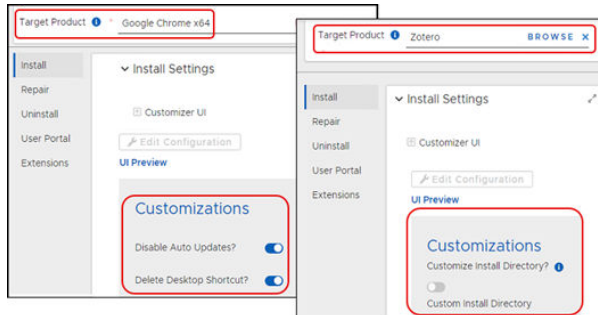 Target Product * Google Chrome x64
Install
Repair
Uninstall
User Portal
Extensions
Install Settings
Customizer UI
Edit Configuration
UI Preview
Customizations
Disable Auto Updates?
Delete Desktop Shortcut?
Target Product Zotero BROWSE X
Install
Repair
Uninstall
User Portal
Extensions
Install Settings
Customizer UI
Edit Configuration
UI Preview
Customizations
Customize Install Directory?
Custom Install Directory